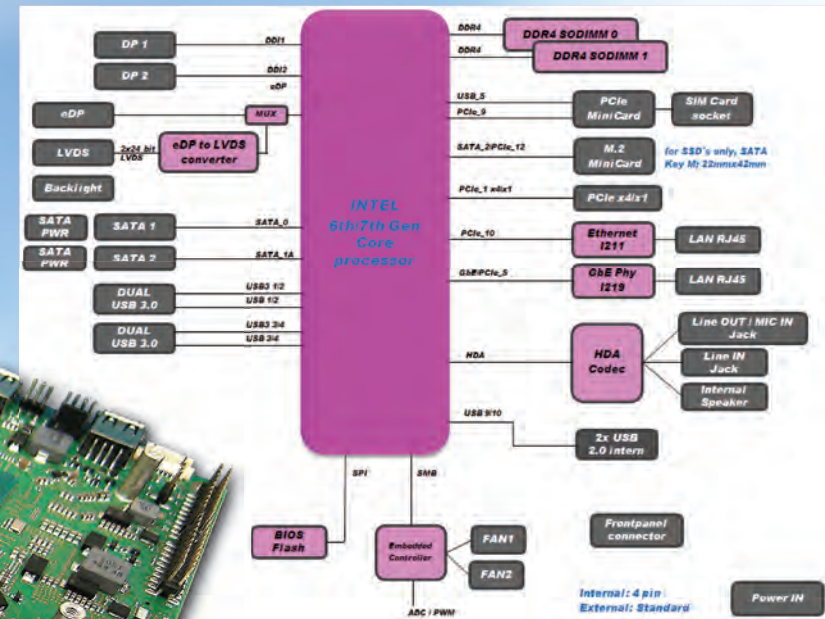 DP 1
DDI1
DP 2
DDI2
eDP
eDP
MUX
LVDS
2x24 bit
LVDS
eDP to LVDS
converter
Backlight
SATA
PWR
SATA 1
SATA_0
SATA
PWR
SATA 2
SATA_1A
DUAL
USB 3.0
USB3 1/2
USB 1/2
DUAL
USB 3.0
USB3 3/4
USB 3/4
INTEL
6th/7th Gen
Core
processor
DDR4
DDR4 SODIMM 0
DDR4
DDR4 SODIMM 1
USB_5
PCIe_9
PCIe
MiniCard
SIM Card
socket
SATA_2/PCIe_12
M.2
MiniCard
for SSD's only, SATA
Key M; 22mmx42mm
PCIe_1 x4/x1
PCIe x4/x1
PCIe_10
Ethernet
I211
LAN RJ45
GbE/PCIe_5
GbE Phy
I219
LAN RJ45
HDA
HDA
Codec
Line OUT / MIC IN
Jack
Line IN
Jack
Internal
Speaker
USB 9/10
2x USB
2.0 intern
SPI
SMB
BIOS
Flash
Embedded
Controller
FAN1
FAN2
ADC / PWM
Frontpanel
connector
Internal: 4 pin
External: Standard
Power IN